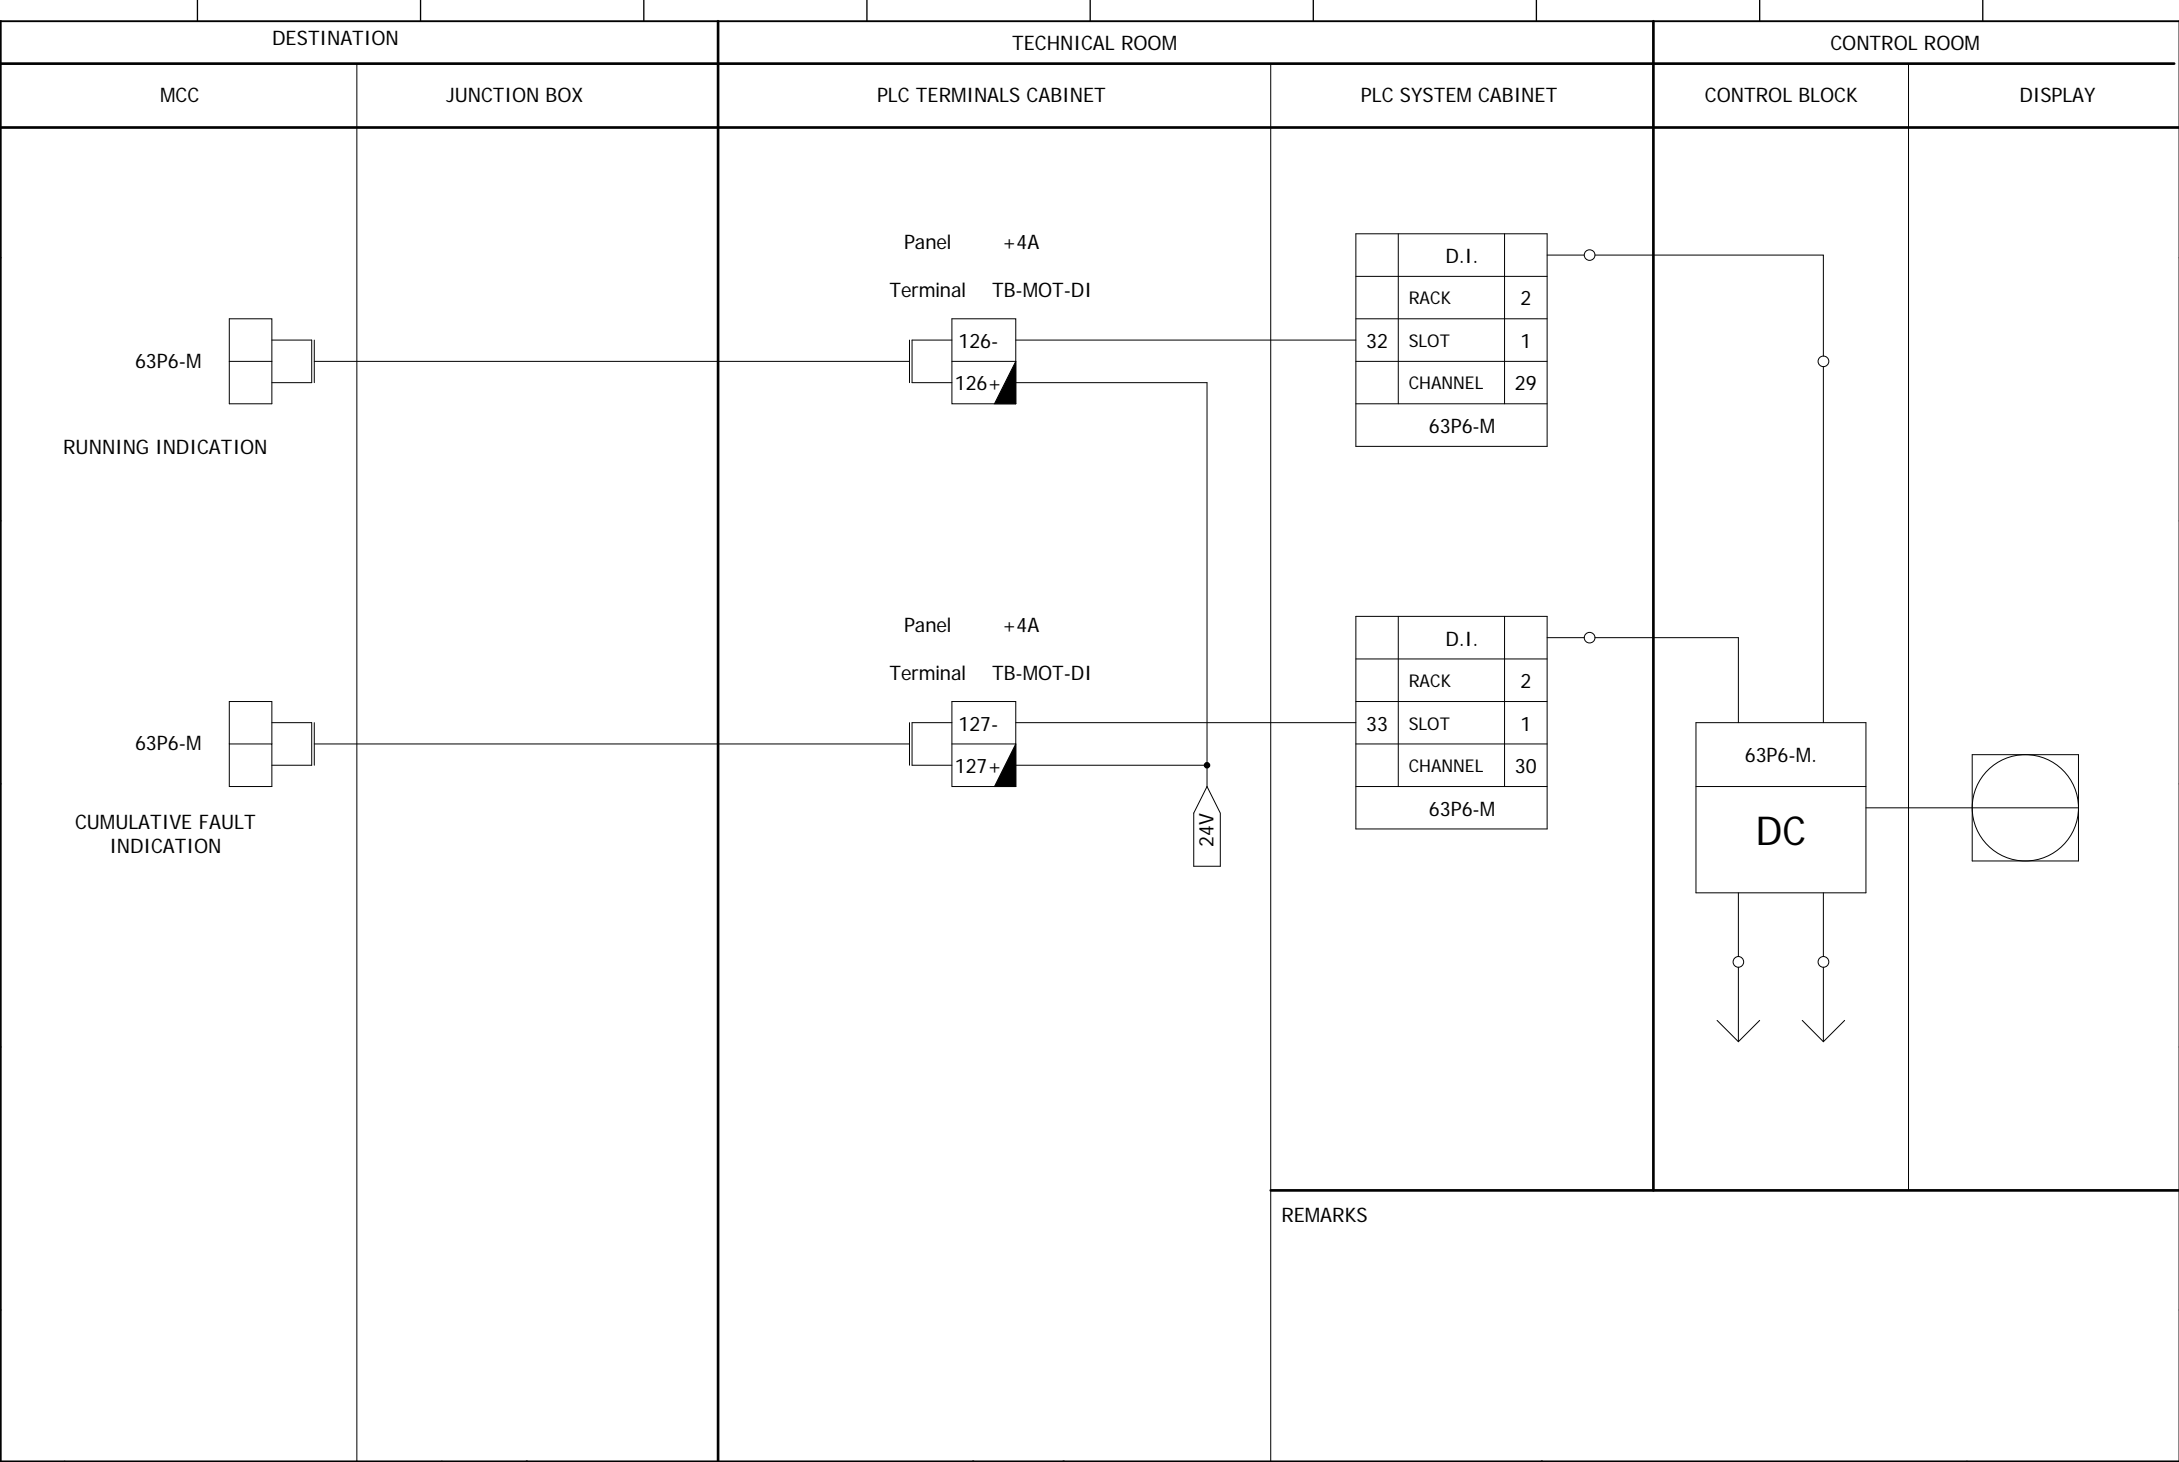 DESTINATION
TECHNICAL ROOM
CONTROL ROOM
MCC
JUNCTION BOX
PLC TERMINALS CABINET
PLC SYSTEM CABINET
CONTROL BLOCK
DISPLAY
Panel +4A
Terminal TB-MOT-DI
63P6-M
126-
126+
RUNNING INDICATION
D.I.
RACK 2
32 SLOT 1
CHANNEL 29
63P6-M
Panel +4A
Terminal TB-MOT-DI
63P6-M
127-
127+
CUMULATIVE FAULT
INDICATION
24V
D.I.
RACK 2
33 SLOT 1
CHANNEL 30
63P6-M
63P6-M.
DC
REMARKS